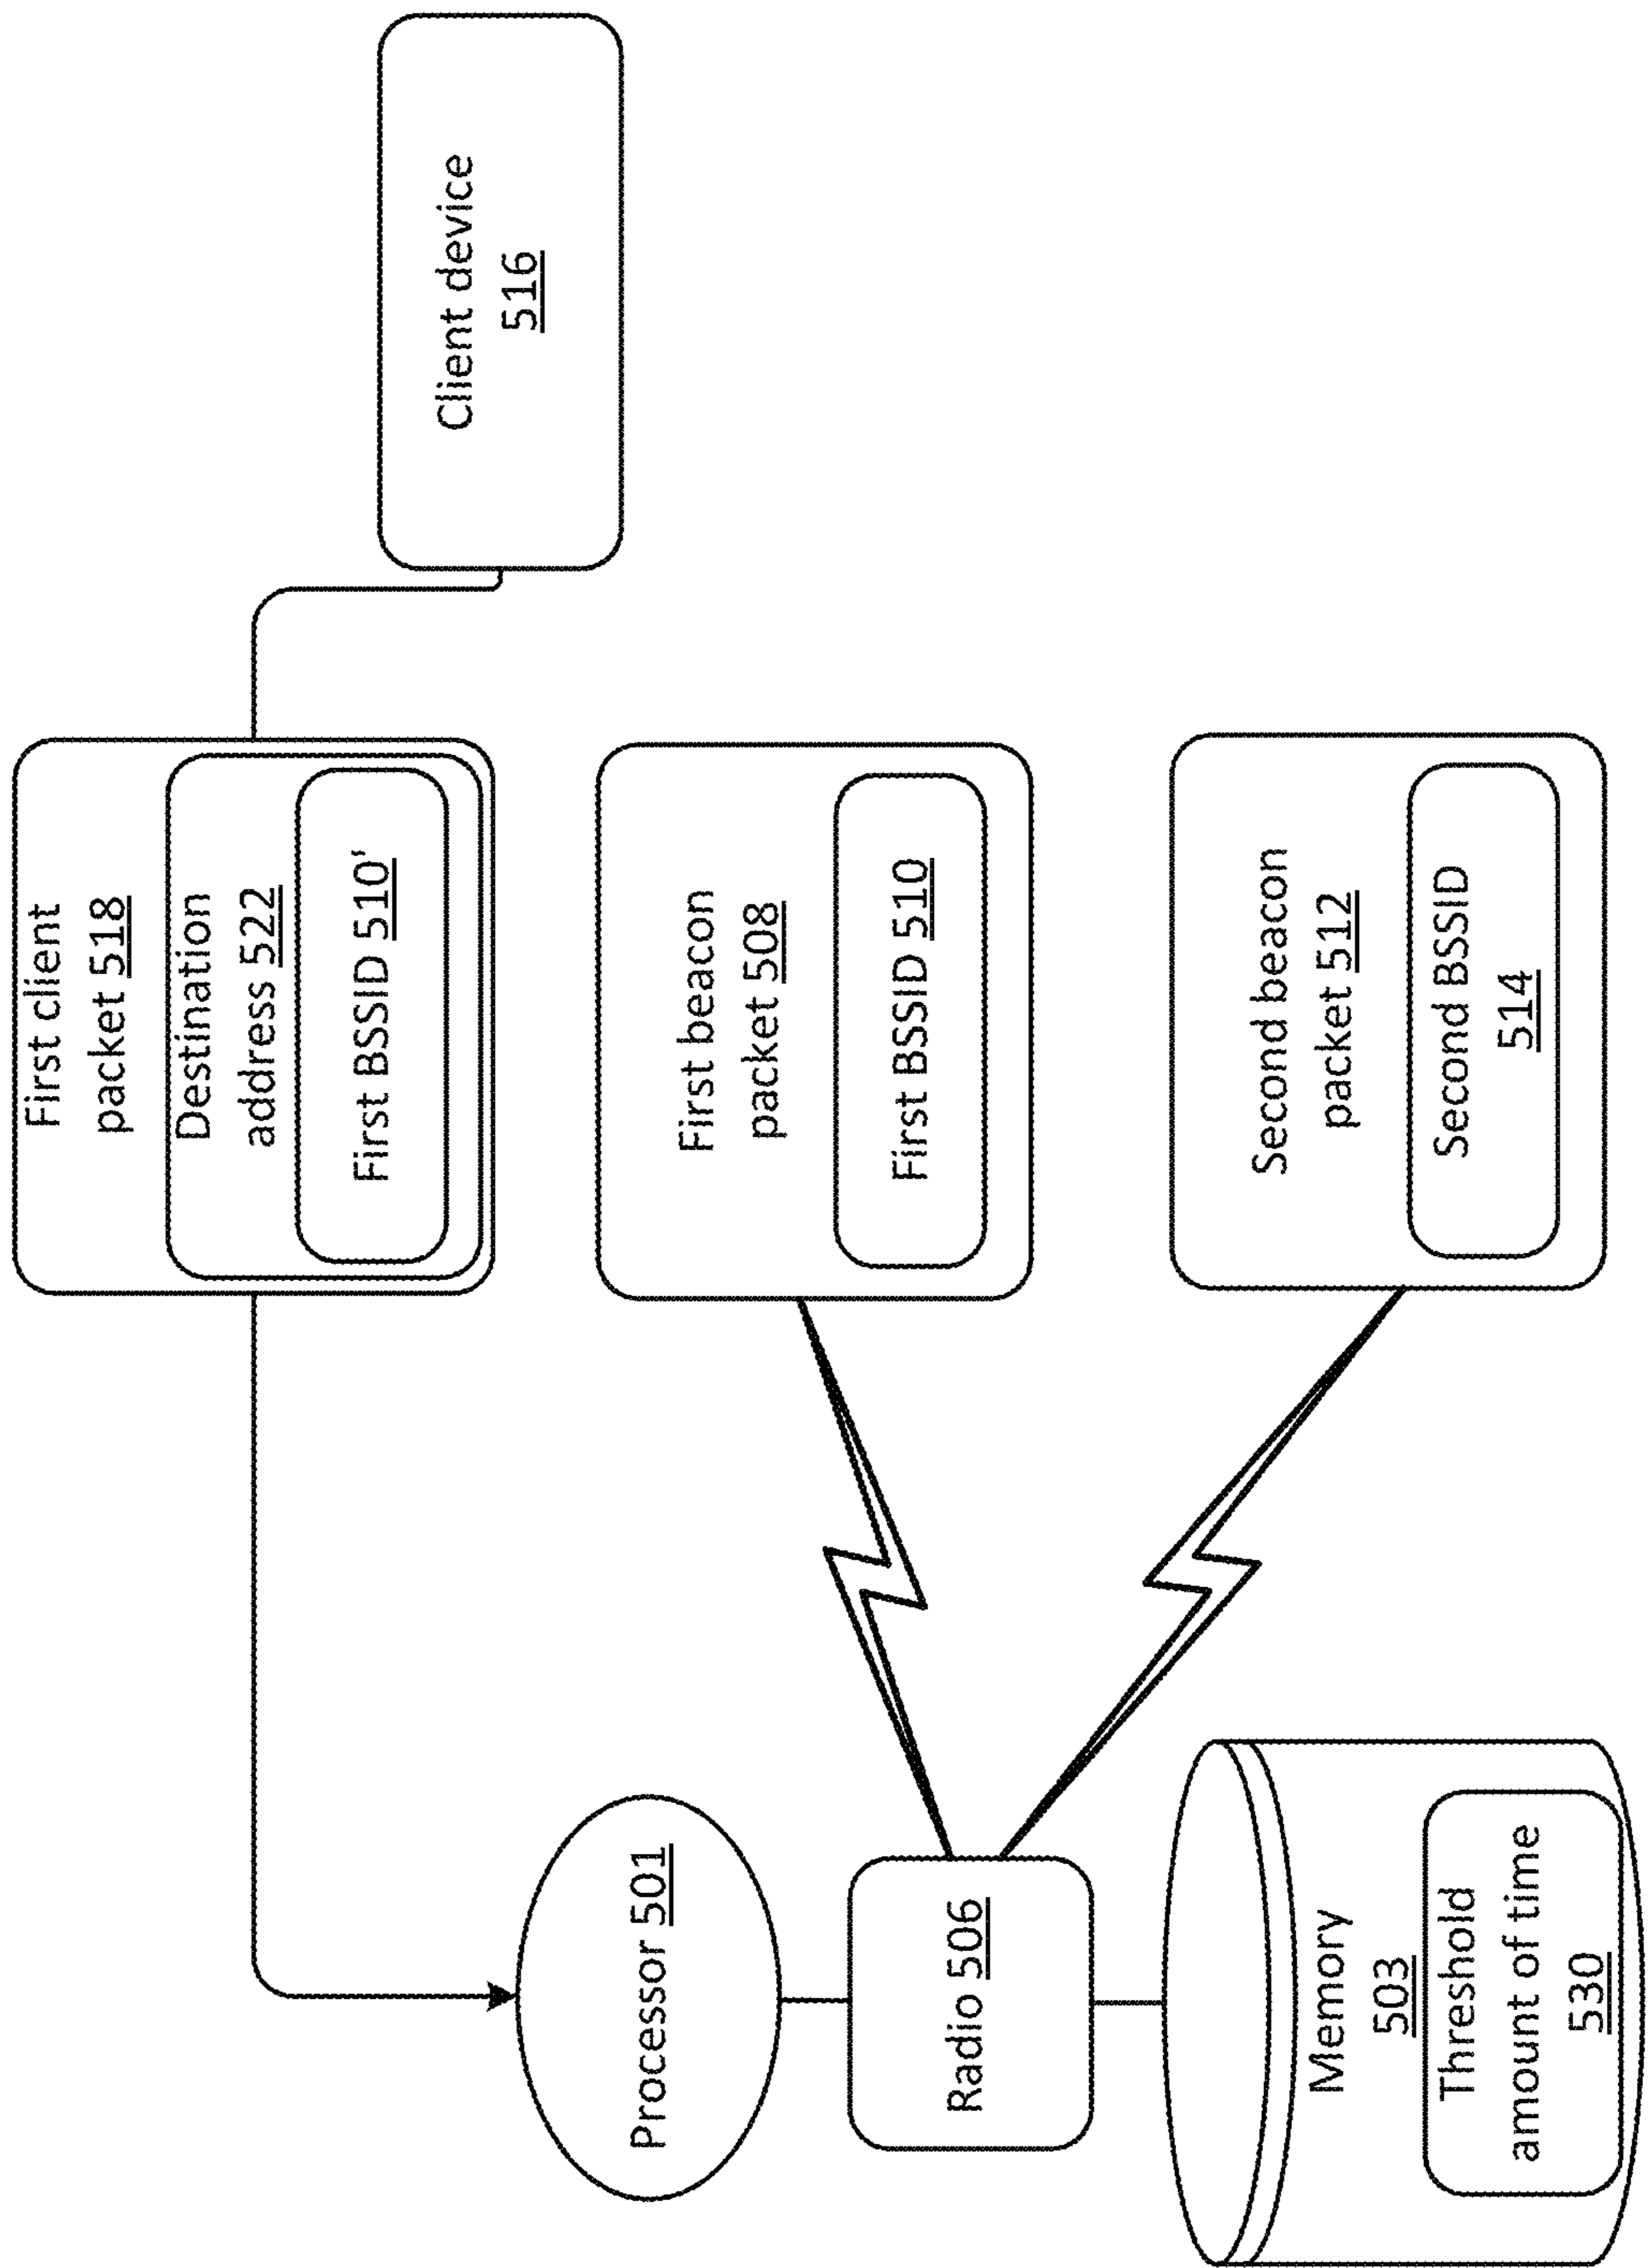 First client
packet 518
Destination
address 522
First BSSID 510'
Client device
516
Processor 501
First beacon
packet 508
First BSSID 510
Radio 506
Second beacon
packet 512
Second BSSID
514
Memory
503
Threshold
amount of time
530